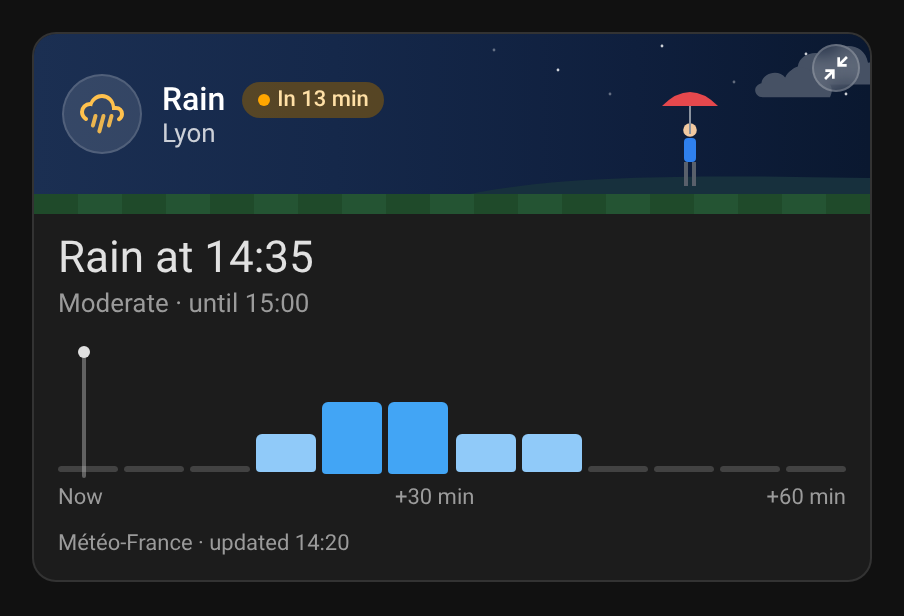 Rain
In 13 min
Lyon
Rain at 14:35
Moderate · until 15:00
Now
+30 min
+60 min
Météo-France · updated 14:20